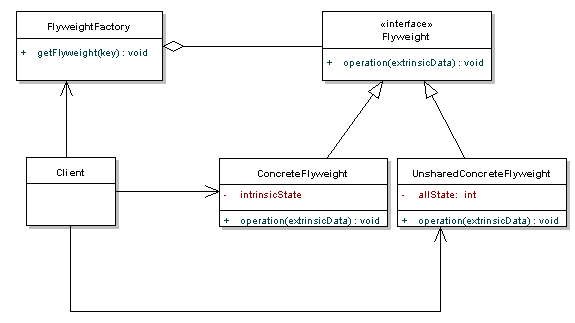 FlyweightFactory
+ getFlyweight(key) : void
«interface»
Flyweight
+ operation(extrinsicData) : void
Client
ConcreteFlyweight
- intrinsicState
+ operation(extrinsicData) : void
UnsharedConcreteFlyweight
- allState: int
+ operation(extrinsicData) : void